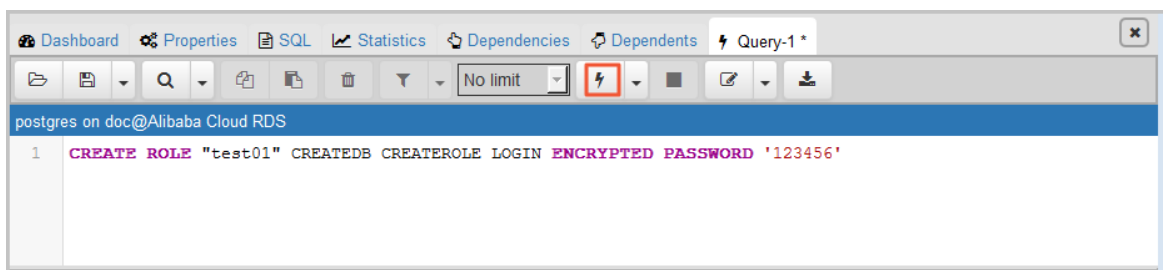 Dashboard Properties SQL Statistics Dependencies Dependents Query-1 *
No limit
postgres on doc@Alibaba Cloud RDS
1 CREATE ROLE "test01" CREATEDB CREATEROLE LOGIN ENCRYPTED PASSWORD '123456'